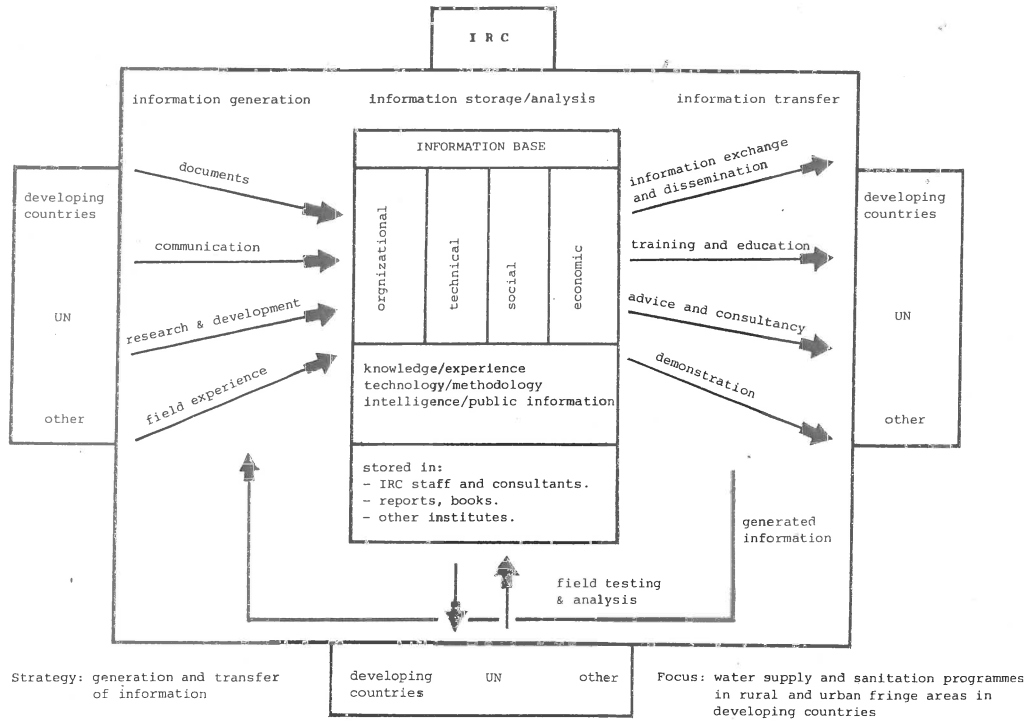 I R C
information generation
information storage/analysis
information transfer
INFORMATION BASE
documents
communication
research & development
field experience
orgnizational
technical
social
economic
information exchange
and dissemination
training and education
advice and consultancy
demonstration
developing
countries
UN
other
developing
countries
UN
other
knowledge/experience
technology/methodology
intelligence/public information
stored in:
- IRC staff and consultants.
- reports, books.
- other institutes.
generated
information
field testing
& analysis
developing
countries
UN
other
Strategy: generation and transfer
of information
Focus: water supply and sanitation programmes
in rural and urban fringe areas in
developing countries